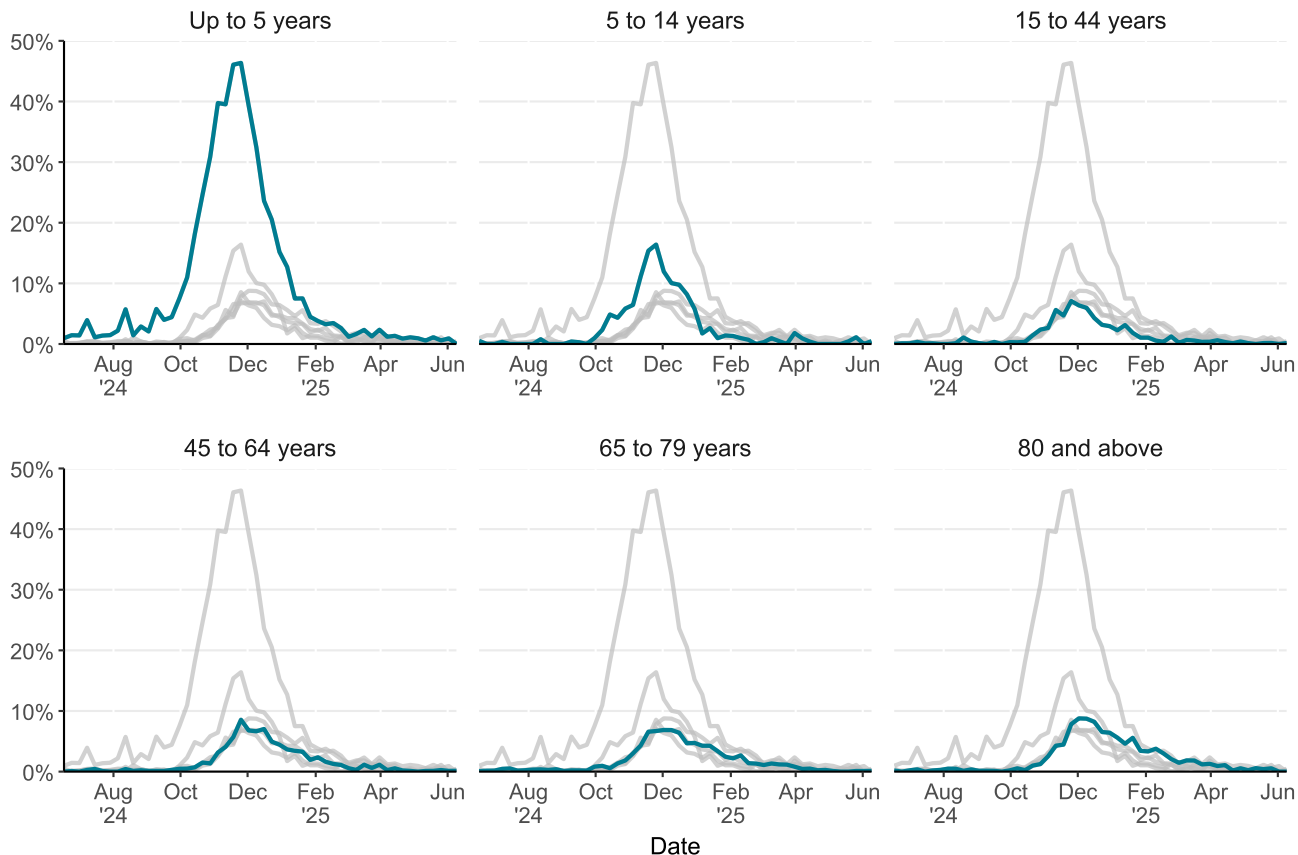 Up to 5 years
5 to 14 years
15 to 44 years
50%
40%
30%
20%
10%
0%
Aug Oct Dec Feb Apr Jun
'24 '25
Aug Oct Dec Feb Apr Jun
'24 '25
Aug Oct Dec Feb Apr Jun
'24 '25
45 to 64 years
65 to 79 years
80 and above
50%
40%
30%
20%
10%
0%
Aug Oct Dec Feb Apr Jun
'24 '25
Aug Oct Dec Feb Apr Jun
'24 '25
Aug Oct Dec Feb Apr Jun
'24 '25
Date